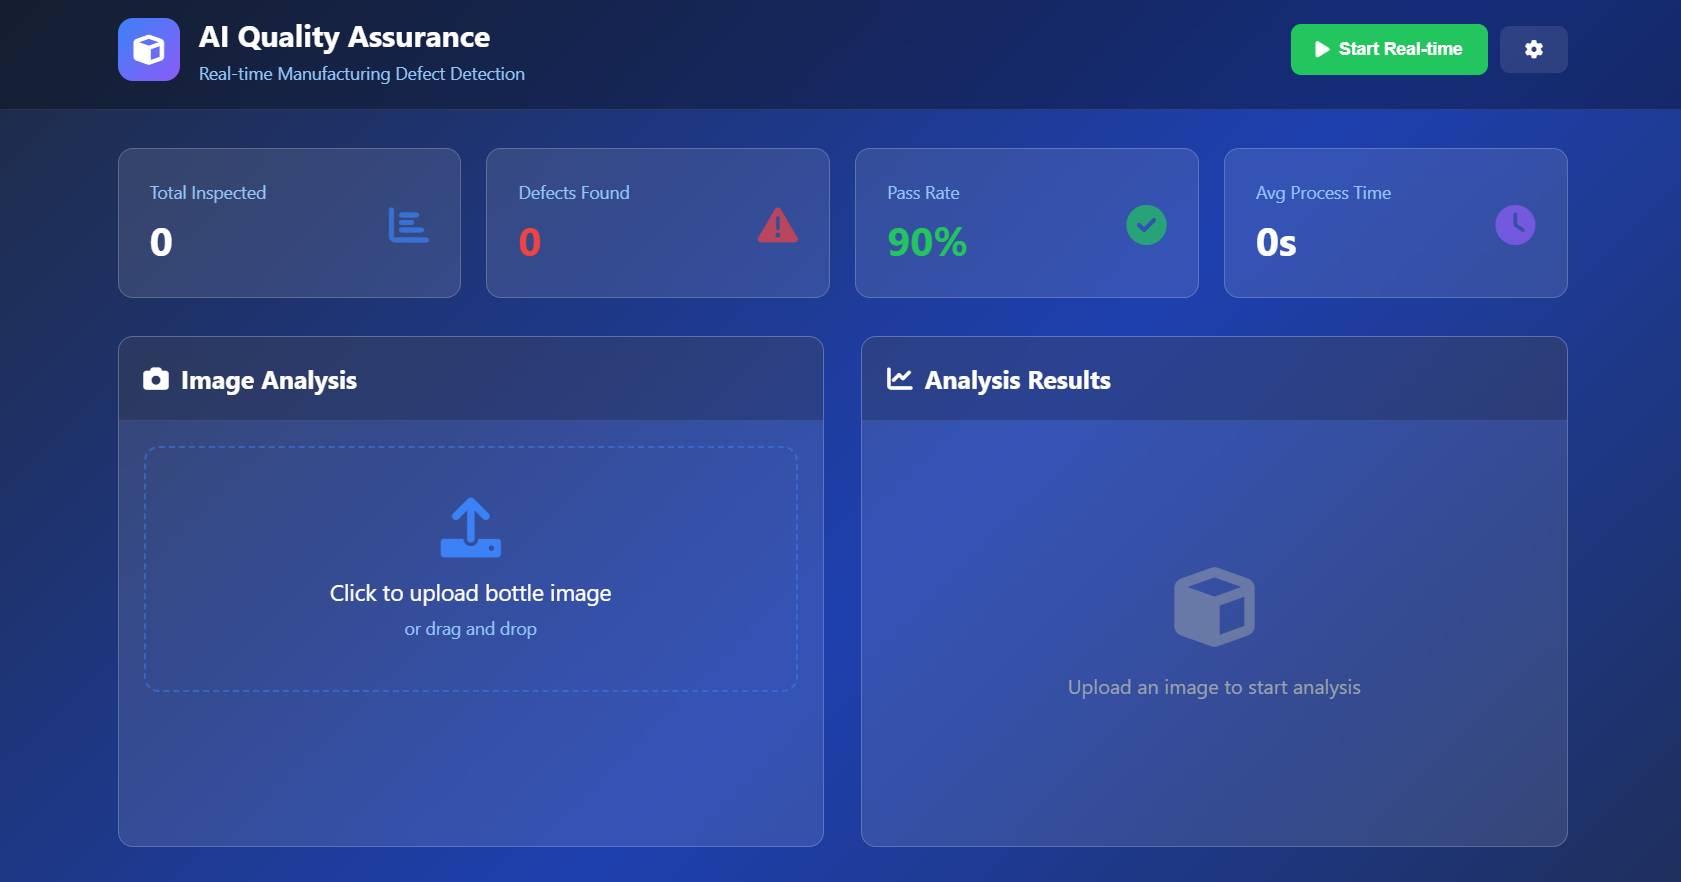 AI Quality Assurance
Real-time Manufacturing Defect Detection
Start Real-time
Total Inspected
0
Defects Found
0
Pass Rate
90%
Avg Process Time
0s
Image Analysis
Click to upload bottle image
or drag and drop
Analysis Results
Upload an image to start analysis